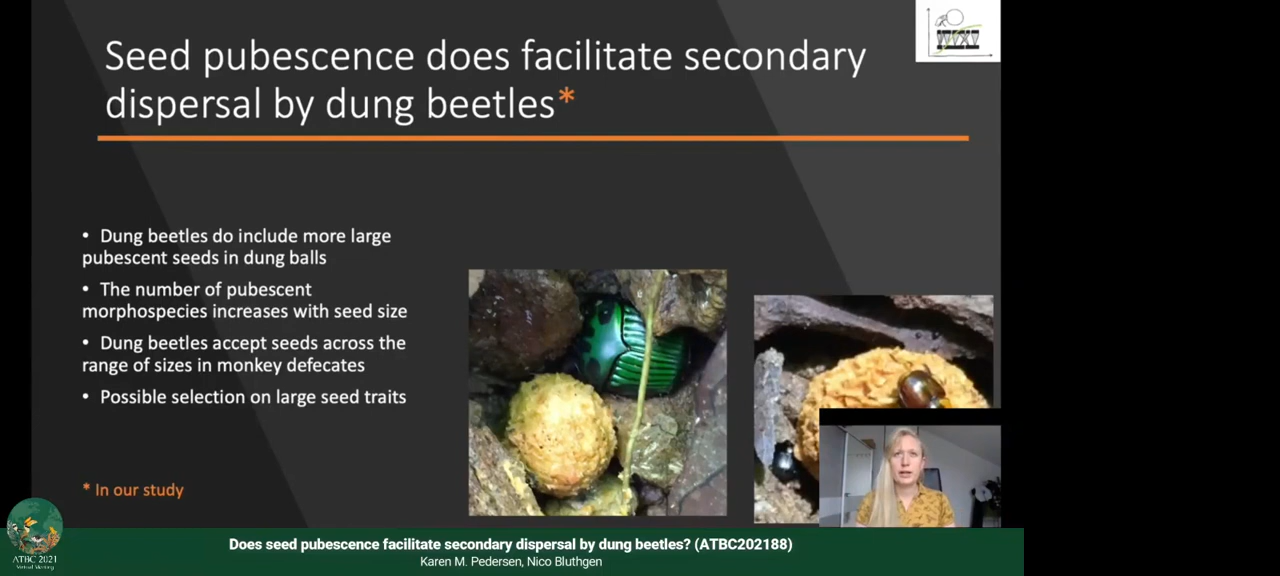 Seed pubescence does facilitate secondary
dispersal by dung beetles*
• Dung beetles do include more large
pubescent seeds in dung balls
• The number of pubescent
morphospecies increases with seed size
• Dung beetles accept seeds across the
range of sizes in monkey defecates
• Possible selection on large seed traits
* In our study
ATBC 2021
Virtual Meeting
Does seed pubescence facilitate secondary dispersal by dung beetles? (ATBC202188)
Karen M. Pedersen, Nico Bluthgen